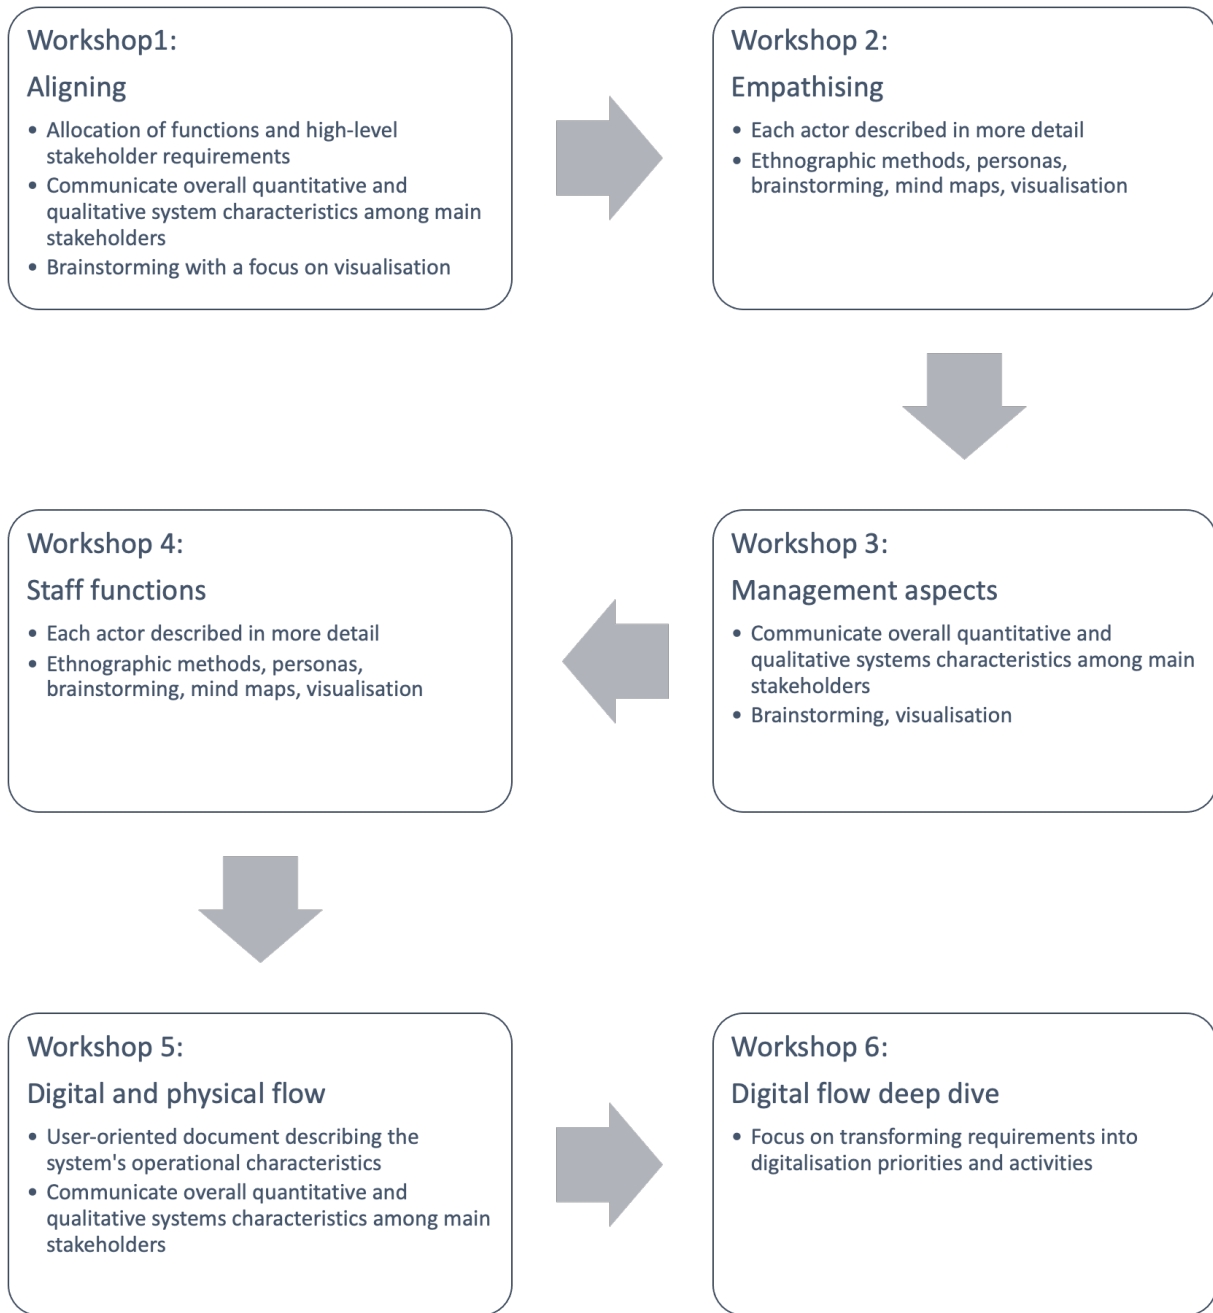 Workshop1:
Aligning
• Allocation of functions and high-level
stakeholder requirements
• Communicate overall quantitative and
qualitative system characteristics among main
stakeholders
• Brainstorming with a focus on visualisation
Workshop 2:
Empathising
• Each actor described in more detail
• Ethnographic methods, personas,
brainstorming, mind maps, visualisation
Workshop 3:
Management aspects
• Communicate overall quantitative and
qualitative systems characteristics among main
stakeholders
• Brainstorming, visualisation
Workshop 4:
Staff functions
• Each actor described in more detail
• Ethnographic methods, personas,
brainstorming, mind maps, visualisation
Workshop 5:
Digital and physical flow
• User-oriented document describing the
system's operational characteristics
• Communicate overall quantitative and
qualitative systems characteristics among main
stakeholders
Workshop 6:
Digital flow deep dive
• Focus on transforming requirements into
digitalisation priorities and activities